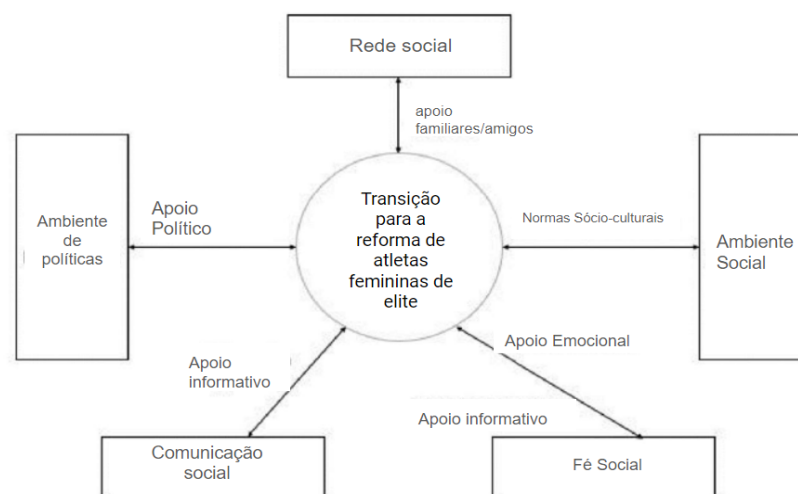 Rede social
apoio
familiares/amigos
Ambiente
de
políticas
Apoio
Político
Transição
para a
reforma de
atletas
femininas de
elite
Normas Sócio-culturais
Ambiente
Social
Apoio
informativo
Apoio Emocional
Apoio informativo
Comunicação
social
Fé Social